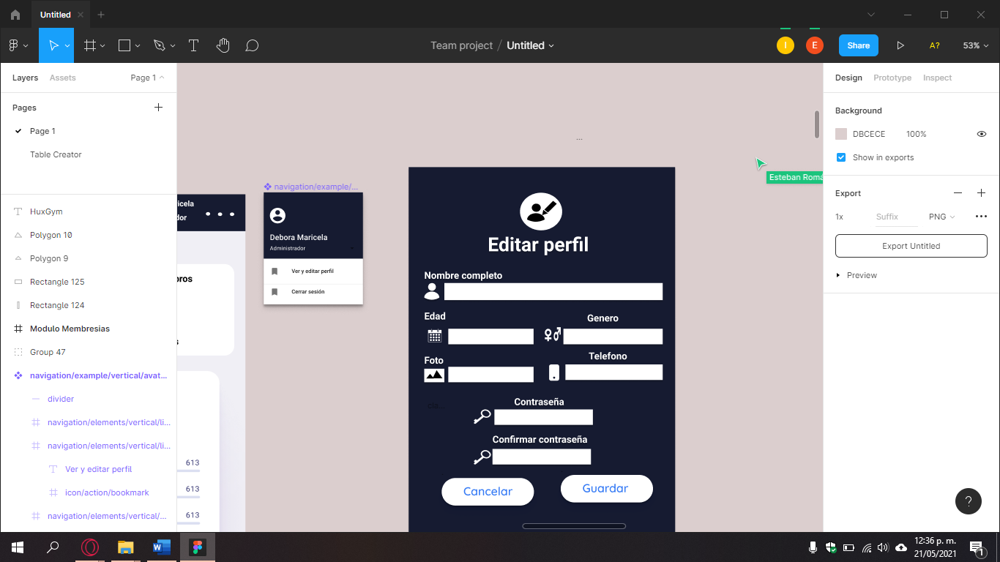 Untitled
Team project / Untitled
I
E
Share
A?
53%
Layers Assets Page 1
Pages
Page 1
Table Creator
HuxGym
Polygon 10
Polygon 9
Rectangle 125
Rectangle 124
Modulo Membresias
Group 47
navigation/example/vertical/avat...
divider
navigation/elements/vertical/li...
navigation/elements/vertical/li...
Ver y editar perfil
icon/action/bookmark
navigation/elements/vertical/...
613
613
613
navigation/example/...
Debora Maricela
Administrador
Ver y editar perfil
Cerrar sesión
...
Editar perfil
Nombre completo
Edad
Genero
Foto
Telefono
Contraseña
Confirmar contraseña
Cancelar
Guardar
Esteban Romá
Design Prototype Inspect
Background
DBCECE 100%
Show in exports
Export
1x Suffix PNG
Export Untitled
Preview
?
12:36 p. m.
21/05/2021
1